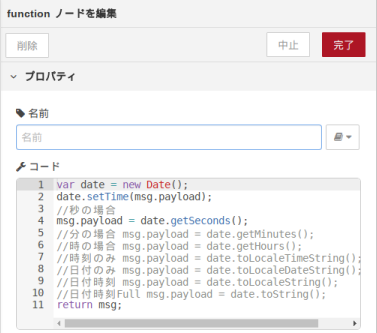 function ノードを編集
削除
中止
完了
プロパティ
名前
名前
コード
1 var date = new Date();
2 date.setTime(msg.payload);
3 //秒の場合
4 msg.payload = date.getSeconds();
5 //分の場合 msg.payload = date.getMinutes();
6 //時の場合 msg.payload = date.getHours();
7 //時刻のみ msg.payload = date.toLocaleTimeString();
8 //日付のみ msg.payload = date.toLocaleDateString();
9 //日付時刻 msg.payload = date.toLocaleString();
10 //日付時刻Full msg.payload = date.toString();
11 return msg;